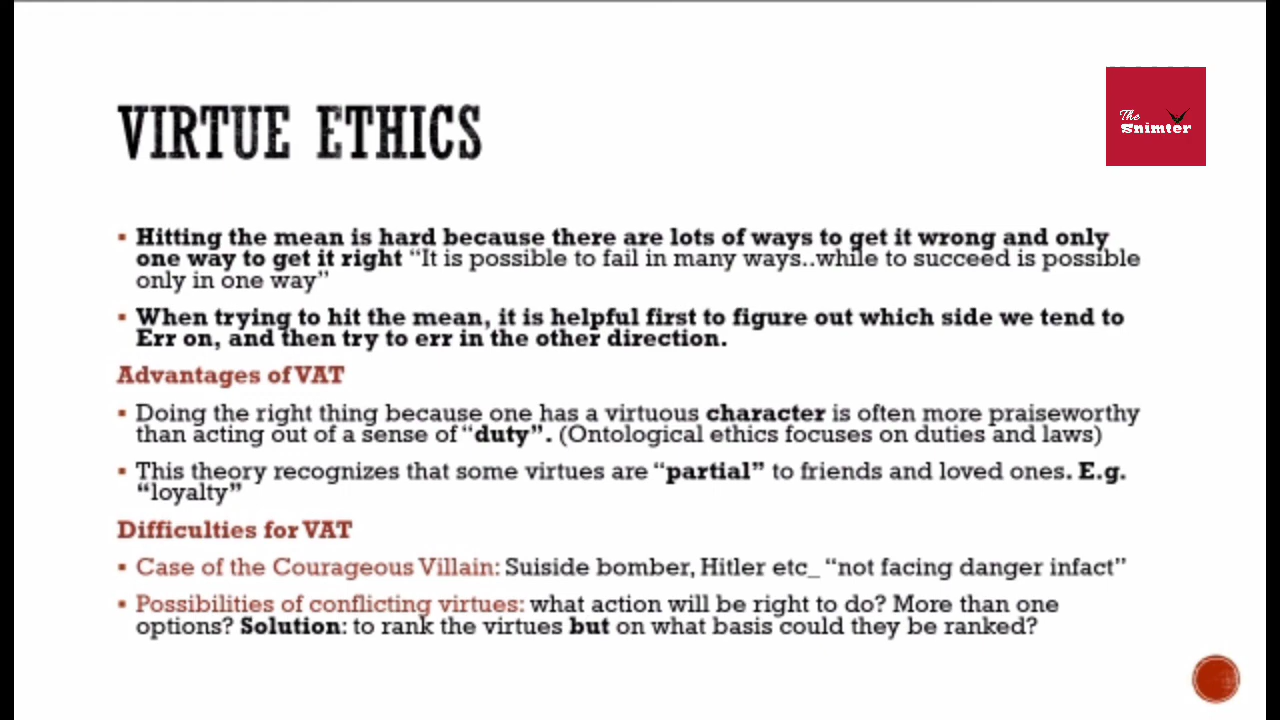 VIRTUE ETHICS
The
Snimter
▪ Hitting the mean is hard because there are lots of ways to get it wrong and only
one way to get it right “It is possible to fail in many ways..while to succeed is possible
only in one way”
▪ When trying to hit the mean, it is helpful first to figure out which side we tend to
Err on, and then try to err in the other direction.
Advantages of VAT
▪ Doing the right thing because one has a virtuous character is often more praiseworthy
than acting out of a sense of “duty”. (Ontological ethics focuses on duties and laws)
▪ This theory recognizes that some virtues are “partial” to friends and loved ones. E.g.
“loyalty”
Difficulties for VAT
▪ Case of the Courageous Villain: Suiside bomber, Hitler etc_ “not facing danger infact”
▪ Possibilities of conflicting virtues: what action will be right to do? More than one
options? Solution: to rank the virtues but on what basis could they be ranked?